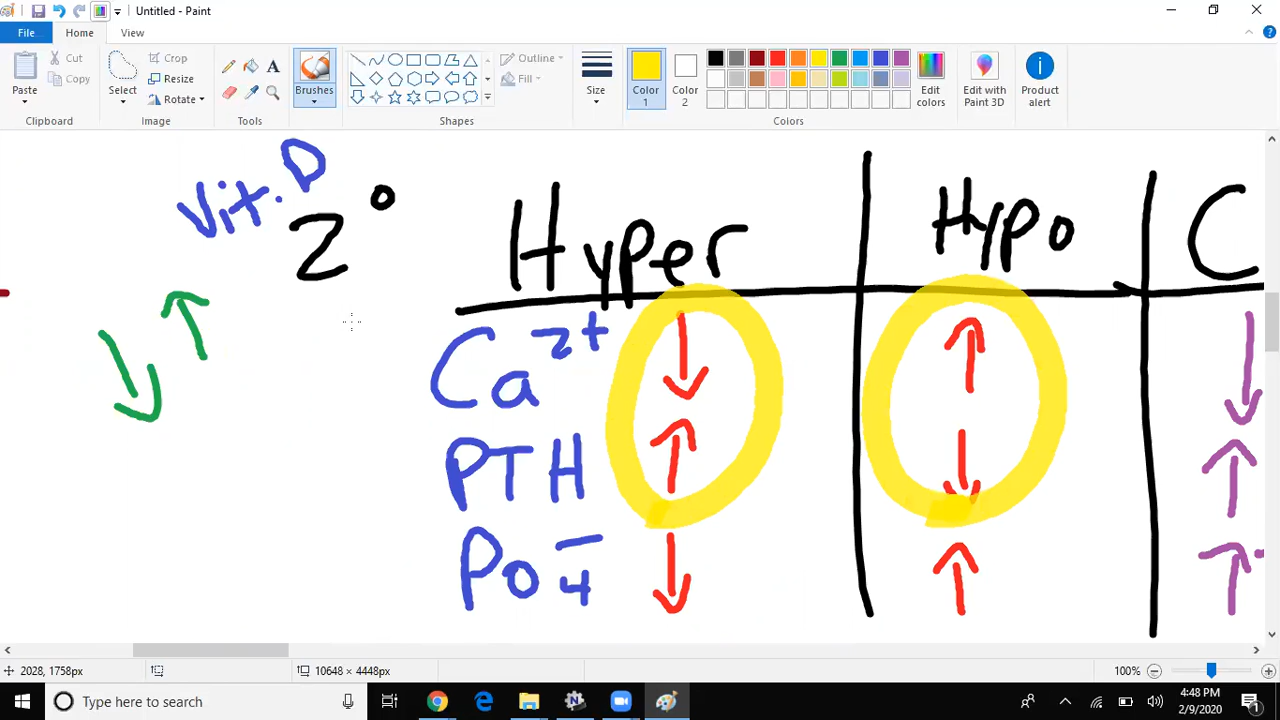 Untitled - Paint
File Home View
Paste Cut Copy Clipboard
Select Crop Resize Rotate Image
Tools
Brushes
Outline Fill Shapes
Size
Color 1 Color 2 Edit colors Colors
Edit with Paint 3D
Product alert
Vit. D
2° Hyper Hypo C
Ca 2+ ↓ ↑ ↓
PTH ↑ ↓ ↑
Po4 – ↓ ↑ ↑
2028, 1758px 10648 × 4448px 100%
Type here to search
4:48 PM
2/9/2020